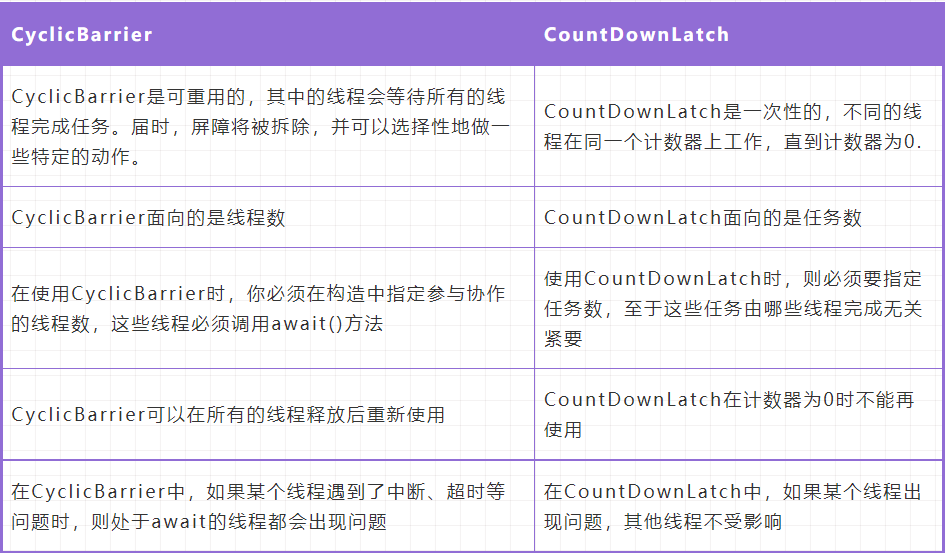 CyclicBarrier
CountDownLatch
CyclicBarrier是可重用的，其中的线程会等待所有的线
程完成任务。届时，屏障将被拆除，并可以选择性地做一
些特定的动作。
CountDownLatch是一次性的，不同的线
程在同一个计数器上工作，直到计数器为0.
CyclicBarrier面向的是线程数
CountDownLatch面向的是任务数
在使用CyclicBarrier时，你必须在构造中指定参与协作
的线程数，这些线程必须调用await()方法
使用CountDownLatch时，则必须要指定
任务数，至于这些任务由哪些线程完成无关
紧要
CyclicBarrier可以在所有的线程释放后重新使用
CountDownLatch在计数器为0时不能再
使用
在CyclicBarrier中，如果某个线程遇到了中断、超时等
问题时，则处于await的线程都会出现问题
在CountDownLatch中，如果某个线程出
现问题，其他线程不受影响